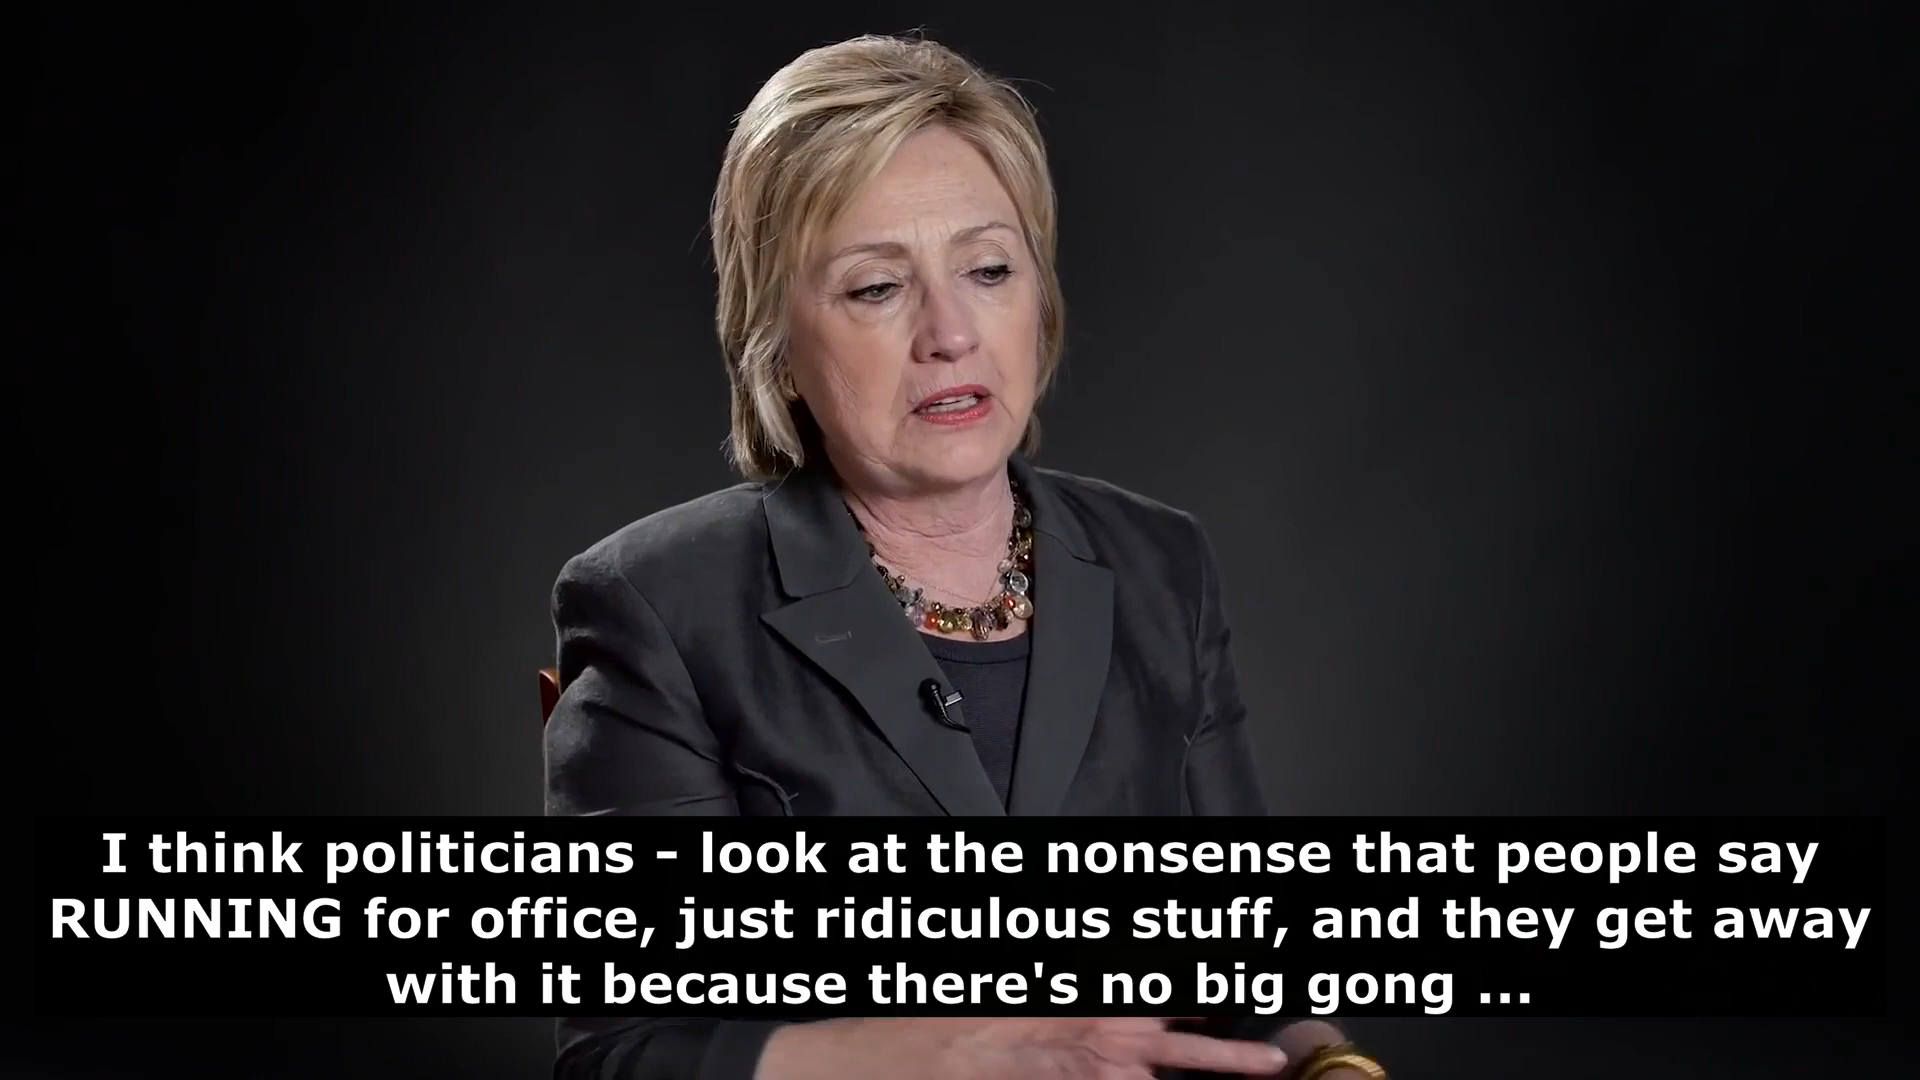 I think politicians - look at the nonsense that people say
RUNNING for office, just ridiculous stuff, and they get away
with it because there's no big gong ...